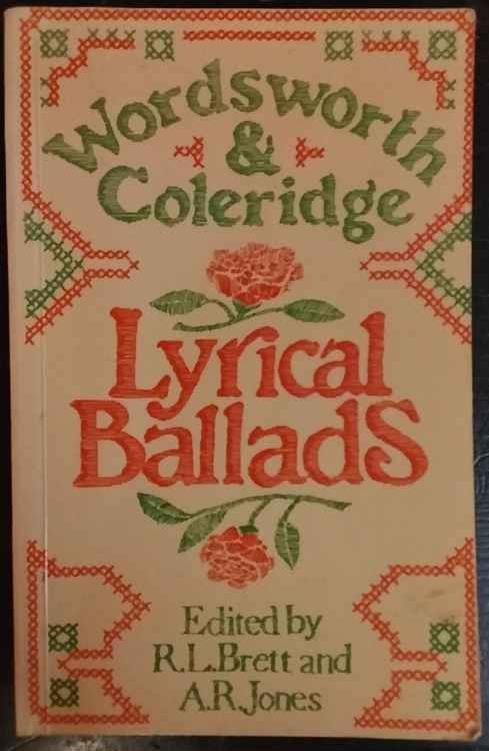 Wordsworth
&
Coleridge
Lyrical
Ballads
Edited by
R.L.Brett and
A.R.Jones